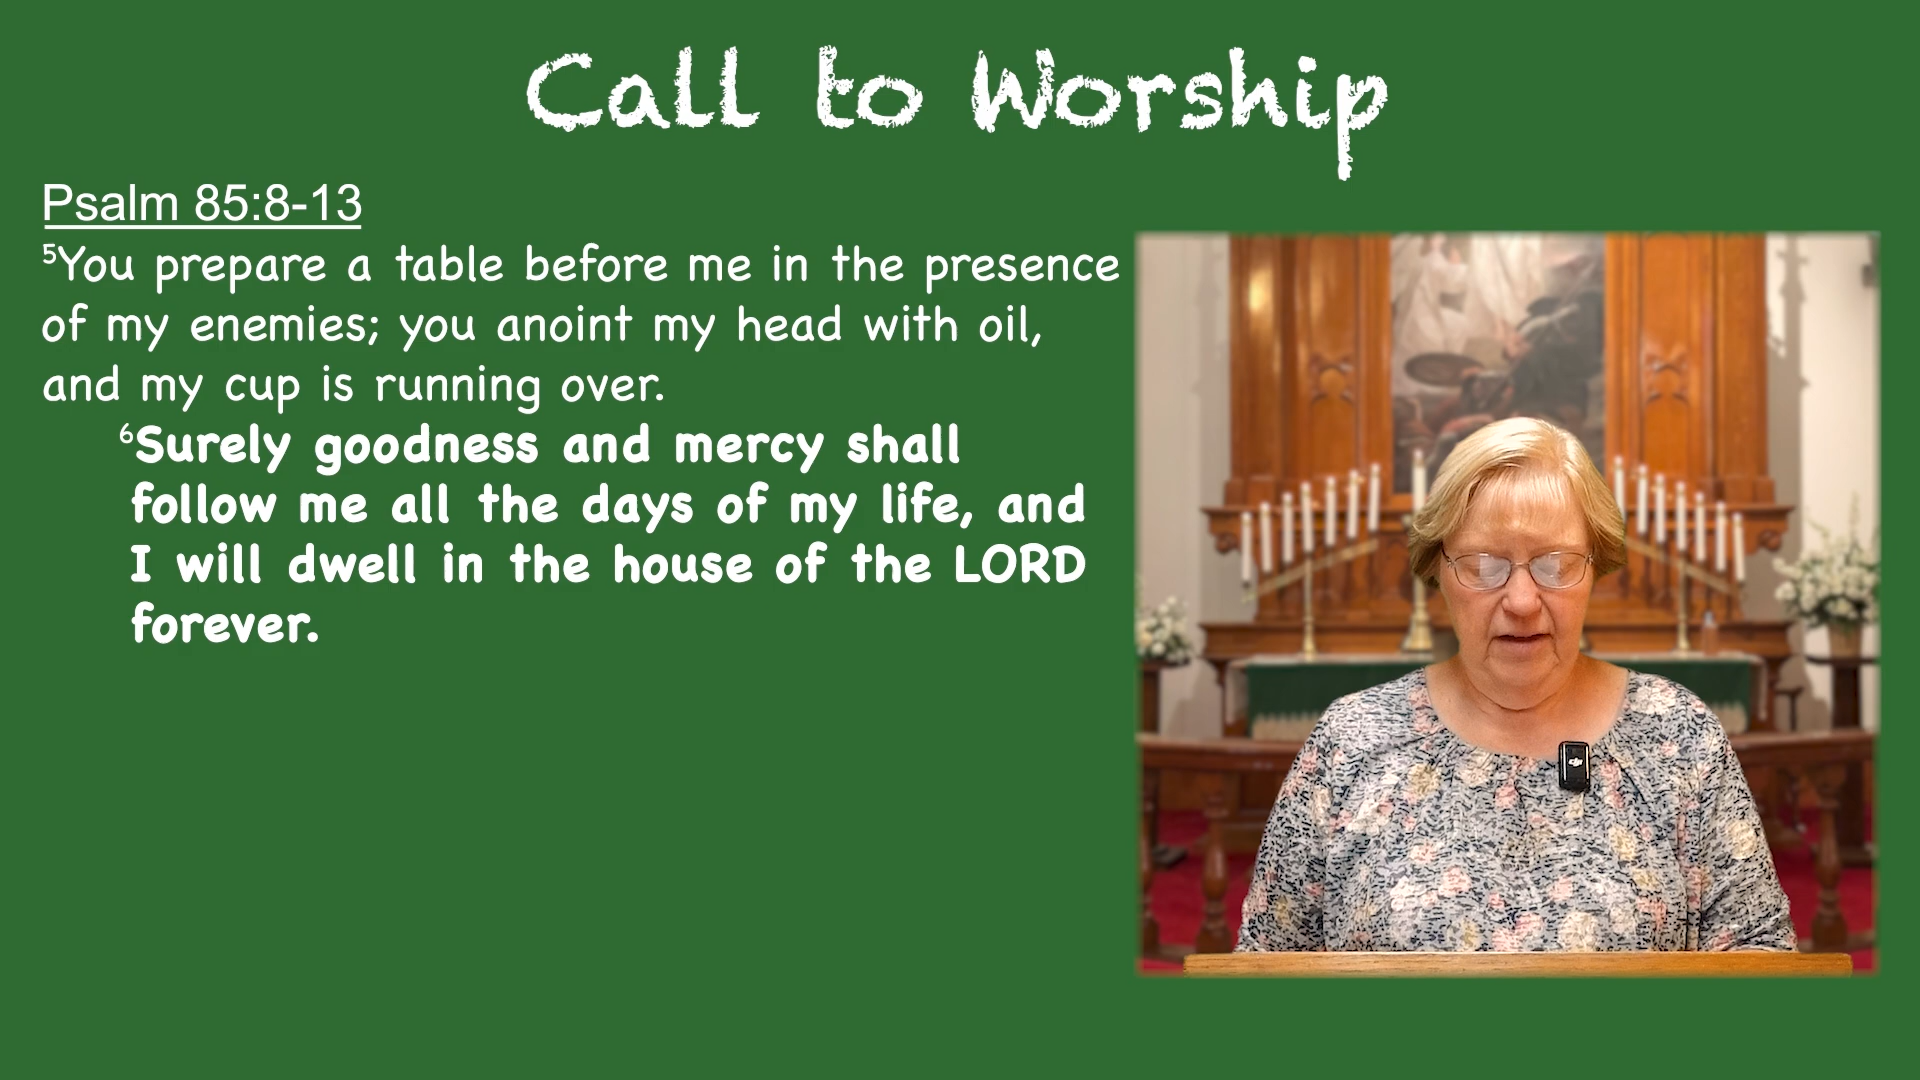 Call to Worship
Psalm 85:8-13
⁵You prepare a table before me in the presence
of my enemies; you anoint my head with oil,
and my cup is running over.
⁶Surely goodness and mercy shall
follow me all the days of my life, and
I will dwell in the house of the LORD
forever.